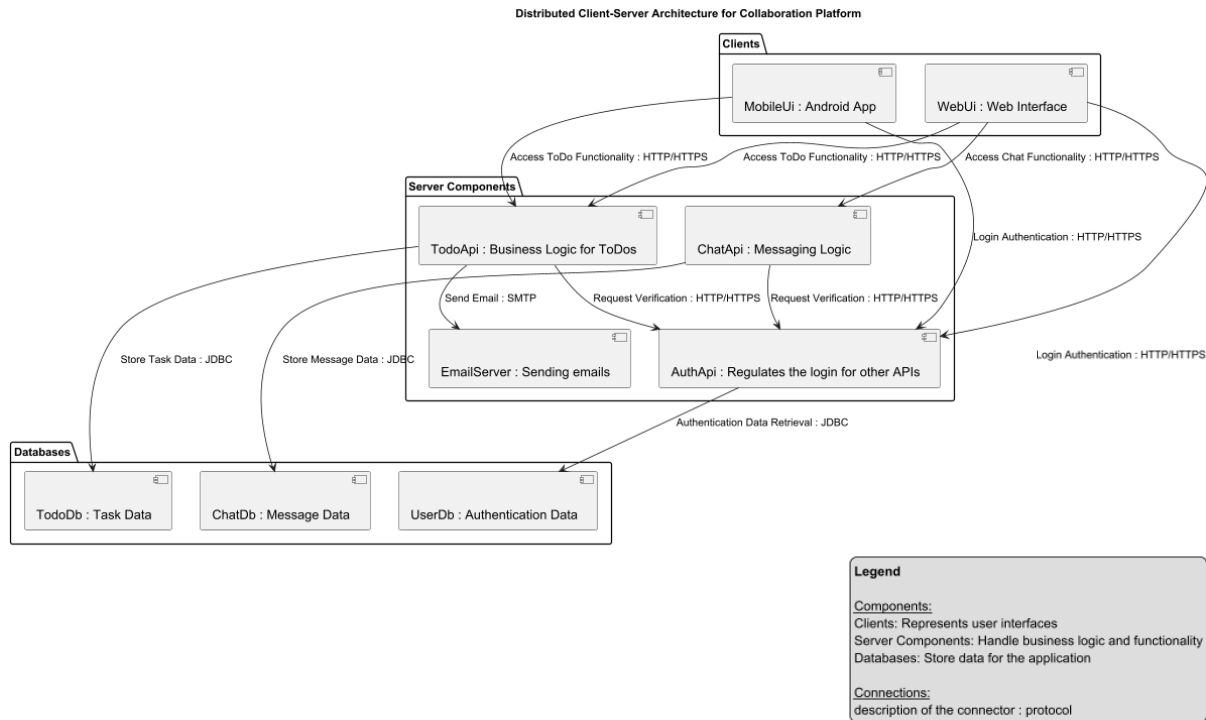 Distributed Client-Server Architecture for Collaboration Platform
Clients
MobileUi : Android App
WebUi : Web Interface
Access ToDo Functionality : HTTP/HTTPS
Access ToDo Functionality : HTTP/HTTPS
Access Chat Functionality : HTTP/HTTPS
Server Components
TodoApi : Business Logic for ToDos
ChatApi : Messaging Logic
Login Authentication : HTTP/HTTPS
Send Email : SMTP
Request Verification : HTTP/HTTPS
Request Verification : HTTP/HTTPS
Store Task Data : JDBC
Store Message Data : JDBC
Login Authentication : HTTP/HTTPS
EmailServer : Sending emails
AuthApi : Regulates the login for other APIs
Authentication Data Retrieval : JDBC
Databases
TodoDb : Task Data
ChatDb : Message Data
UserDb : Authentication Data
Legend
Components:
Clients: Represents user interfaces
Server Components: Handle business logic and functionality
Databases: Store data for the application
Connections:
description of the connector : protocol